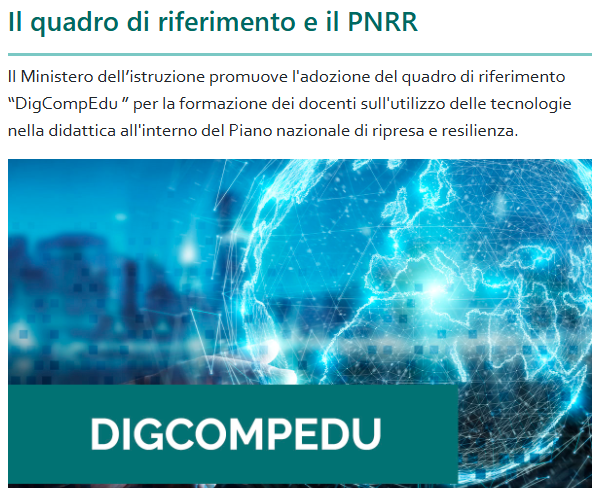 Il quadro di riferimento e il PNRR
Il Ministero dell’istruzione promuove l'adozione del quadro di riferimento
“DigCompEdu ” per la formazione dei docenti sull'utilizzo delle tecnologie
nella didattica all'interno del Piano nazionale di ripresa e resilienza.
DIGCOMPEDU